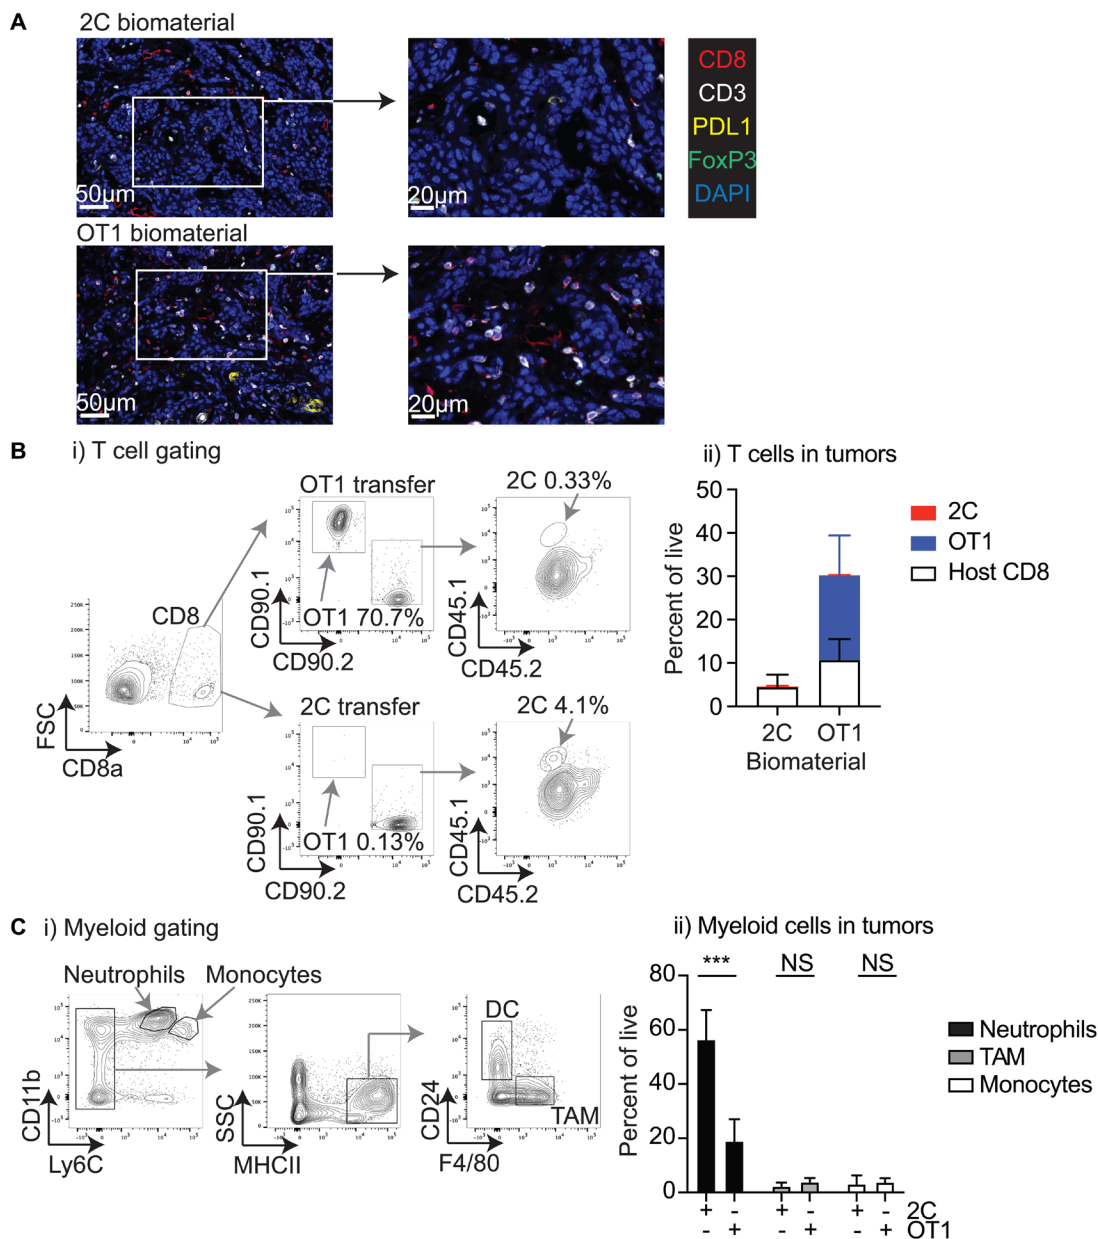 A
2C biomaterial
50µm
20µm
CD8
CD3
PDL1
FoxP3
DAPI
OT1 biomaterial
50µm
20µm
B
i) T cell gating
CD8
FSC
CD8a
OT1 transfer
OT1 70.7%
CD90.1
CD90.2
2C 0.33%
CD45.1
CD45.2
2C transfer
OT1 0.13%
CD90.1
CD90.2
2C 4.1%
CD45.1
CD45.2
ii) T cells in tumors
Percent of live
50
40
30
20
10
0
2C
OT1
Biomaterial
2C
OT1
Host CD8
C
i) Myeloid gating
Neutrophils
Monocytes
CD11b
Ly6C
SSC
MHCII
DC
TAM
CD24
F4/80
ii) Myeloid cells in tumors
*** NS NS
Percent of live
80
60
40
20
0
+ - + - + - 2C
- + - + - + OT1
Neutrophils
TAM
Monocytes